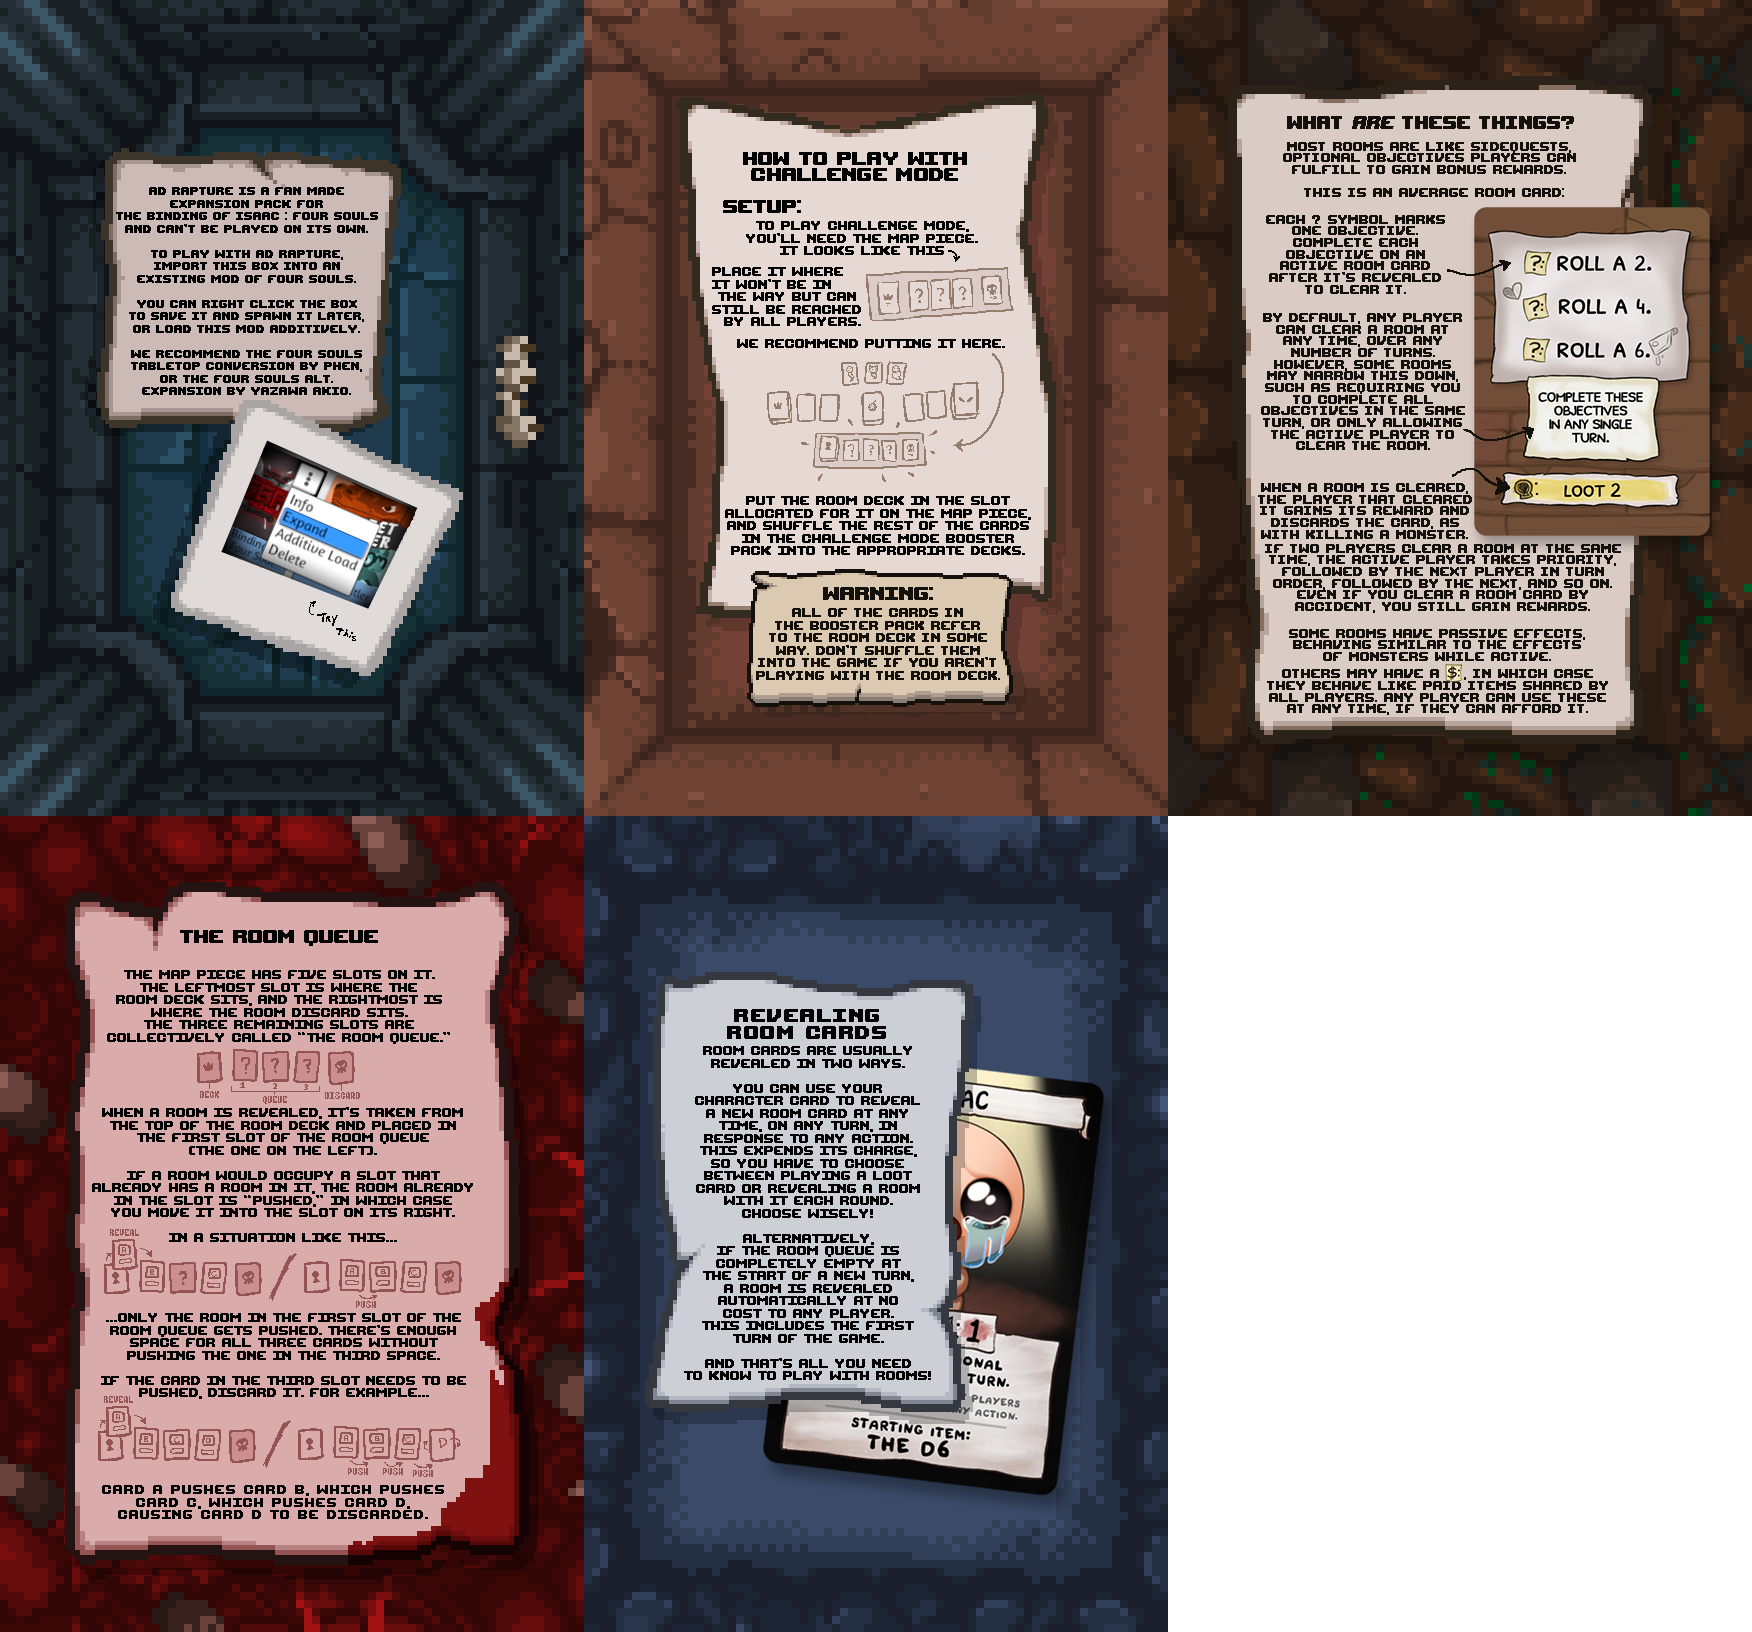 AD RAPTURE IS A FAN MADE
EXPANSION PACK FOR
THE BINDING OF ISAAC : FOUR SOULS
AND CAN'T BE PLAYED ON ITS OWN.
TO PLAY WITH AD RAPTURE,
IMPORT THIS BOX INTO AN
EXISTING MOD OF FOUR SOULS.
YOU CAN RIGHT CLICK THE BOX
TO SAVE IT AND SPAWN IT LATER,
OR LOAD THIS MOD ADDITIVELY.
WE RECOMMEND THE FOUR SOULS
TABLETOP CONVERSION BY PHEN,
OR THE FOUR SOULS ALT.
EXPANSION BY YAZAWA AKIO.
Info
Expand
Additive Load
Delete
TRY
THIS
HOW TO PLAY WITH
CHALLENGE MODE
SETUP:
TO PLAY CHALLENGE MODE,
YOU'LL NEED THE MAP PIECE.
IT LOOKS LIKE THIS
PLACE IT WHERE
IT WON'T BE IN
THE WAY BUT CAN
STILL BE REACHED
BY ALL PLAYERS.
WE RECOMMEND PUTTING IT HERE.
PUT THE ROOM DECK IN THE SLOT
ALLOCATED FOR IT ON THE MAP PIECE,
AND SHUFFLE THE REST OF THE CARDS
IN THE CHALLENGE MODE BOOSTER
PACK INTO THE APPROPRIATE DECKS.
WARNING:
ALL OF THE CARDS IN
THE BOOSTER PACK REFER
TO THE ROOM DECK IN SOME
WAY. DON'T SHUFFLE THEM
INTO THE GAME IF YOU AREN'T
PLAYING WITH THE ROOM DECK.
WHAT ARE THESE THINGS?
MOST ROOMS ARE LIKE SIDEQUESTS,
OPTIONAL OBJECTIVES PLAYERS CAN
FULFILL TO GAIN BONUS REWARDS.
THIS IS AN AVERAGE ROOM CARD:
EACH ? SYMBOL MARKS
ONE OBJECTIVE.
COMPLETE EACH
OBJECTIVE ON AN
ACTIVE ROOM CARD
AFTER IT'S REVEALED
TO CLEAR IT.
BY DEFAULT, ANY PLAYER
CAN CLEAR A ROOM AT
ANY TIME, OVER ANY
NUMBER OF TURNS.
HOWEVER, SOME ROOMS
MAY NARROW THIS DOWN,
SUCH AS REQUIRING YOU
TO COMPLETE ALL
OBJECTIVES IN THE SAME
TURN, OR ONLY ALLOWING
THE ACTIVE PLAYER TO
CLEAR THE ROOM.
WHEN A ROOM IS CLEARED,
THE PLAYER THAT CLEARED
IT GAINS ITS REWARD AND
DISCARDS THE CARD, AS
WITH KILLING A MONSTER.
IF TWO PLAYERS CLEAR A ROOM AT THE SAME
TIME, THE ACTIVE PLAYER TAKES PRIORITY,
FOLLOWED BY THE NEXT PLAYER IN TURN
ORDER, FOLLOWED BY THE NEXT, AND SO ON.
EVEN IF YOU CLEAR A ROOM CARD BY
ACCIDENT, YOU STILL GAIN REWARDS.
SOME ROOMS HAVE PASSIVE EFFECTS,
BEHAVING SIMILAR TO THE EFFECTS
OF MONSTERS WHILE ACTIVE.
OTHERS MAY HAVE A $:, IN WHICH CASE
THEY BEHAVE LIKE PAID ITEMS SHARED BY
ALL PLAYERS. ANY PLAYER CAN USE THESE
AT ANY TIME, IF THEY CAN AFFORD IT.
?: ROLL A 2.
?: ROLL A 4.
?: ROLL A 6.
COMPLETE THESE
OBJECTIVES
IN ANY SINGLE
TURN.
LOOT 2
THE ROOM QUEUE
THE MAP PIECE HAS FIVE SLOTS ON IT.
THE LEFTMOST SLOT IS WHERE THE
ROOM DECK SITS, AND THE RIGHTMOST IS
WHERE THE ROOM DISCARD SITS.
THE THREE REMAINING SLOTS ARE
COLLECTIVELY CALLED "THE ROOM QUEUE."
? ? ?
1 2 3
DECK QUEUE DISCARD
WHEN A ROOM IS REVEALED, IT'S TAKEN FROM
THE TOP OF THE ROOM DECK AND PLACED IN
THE FIRST SLOT OF THE ROOM QUEUE
(THE ONE ON THE LEFT).
IF A ROOM WOULD OCCUPY A SLOT THAT
ALREADY HAS A ROOM IN IT, THE ROOM ALREADY
IN THE SLOT IS "PUSHED," IN WHICH CASE
YOU MOVE IT INTO THE SLOT ON ITS RIGHT.
IN A SITUATION LIKE THIS...
REVEAL
A
B ? C / A B C
PUSH
...ONLY THE ROOM IN THE FIRST SLOT OF THE
ROOM QUEUE GETS PUSHED. THERE'S ENOUGH
SPACE FOR ALL THREE CARDS WITHOUT
PUSHING THE ONE IN THE THIRD SPACE.
IF THE CARD IN THE THIRD SLOT NEEDS TO BE
PUSHED, DISCARD IT. FOR EXAMPLE...
REVEAL
A
B C D / A B C D
PUSH PUSH PUSH
CARD A PUSHES CARD B, WHICH PUSHES
CARD C, WHICH PUSHES CARD D,
CAUSING CARD D TO BE DISCARDED.
REVEALING
ROOM CARDS
ROOM CARDS ARE USUALLY
REVEALED IN TWO WAYS.
YOU CAN USE YOUR
CHARACTER CARD TO REVEAL
A NEW ROOM CARD AT ANY
TIME, ON ANY TURN, IN
RESPONSE TO ANY ACTION.
THIS EXPENDS ITS CHARGE,
SO YOU HAVE TO CHOOSE
BETWEEN PLAYING A LOOT
CARD OR REVEALING A ROOM
WITH IT EACH ROUND.
CHOOSE WISELY!
ALTERNATIVELY,
IF THE ROOM QUEUE IS
COMPLETELY EMPTY AT
THE START OF A NEW TURN,
A ROOM IS REVEALED
AUTOMATICALLY AT NO
COST TO ANY PLAYER.
THIS INCLUDES THE FIRST
TURN OF THE GAME.
AND THAT'S ALL YOU NEED
TO KNOW TO PLAY WITH ROOMS!
AC
1
ONAL
TURN.
PLAYERS
ACTION.
STARTING ITEM:
THE D6